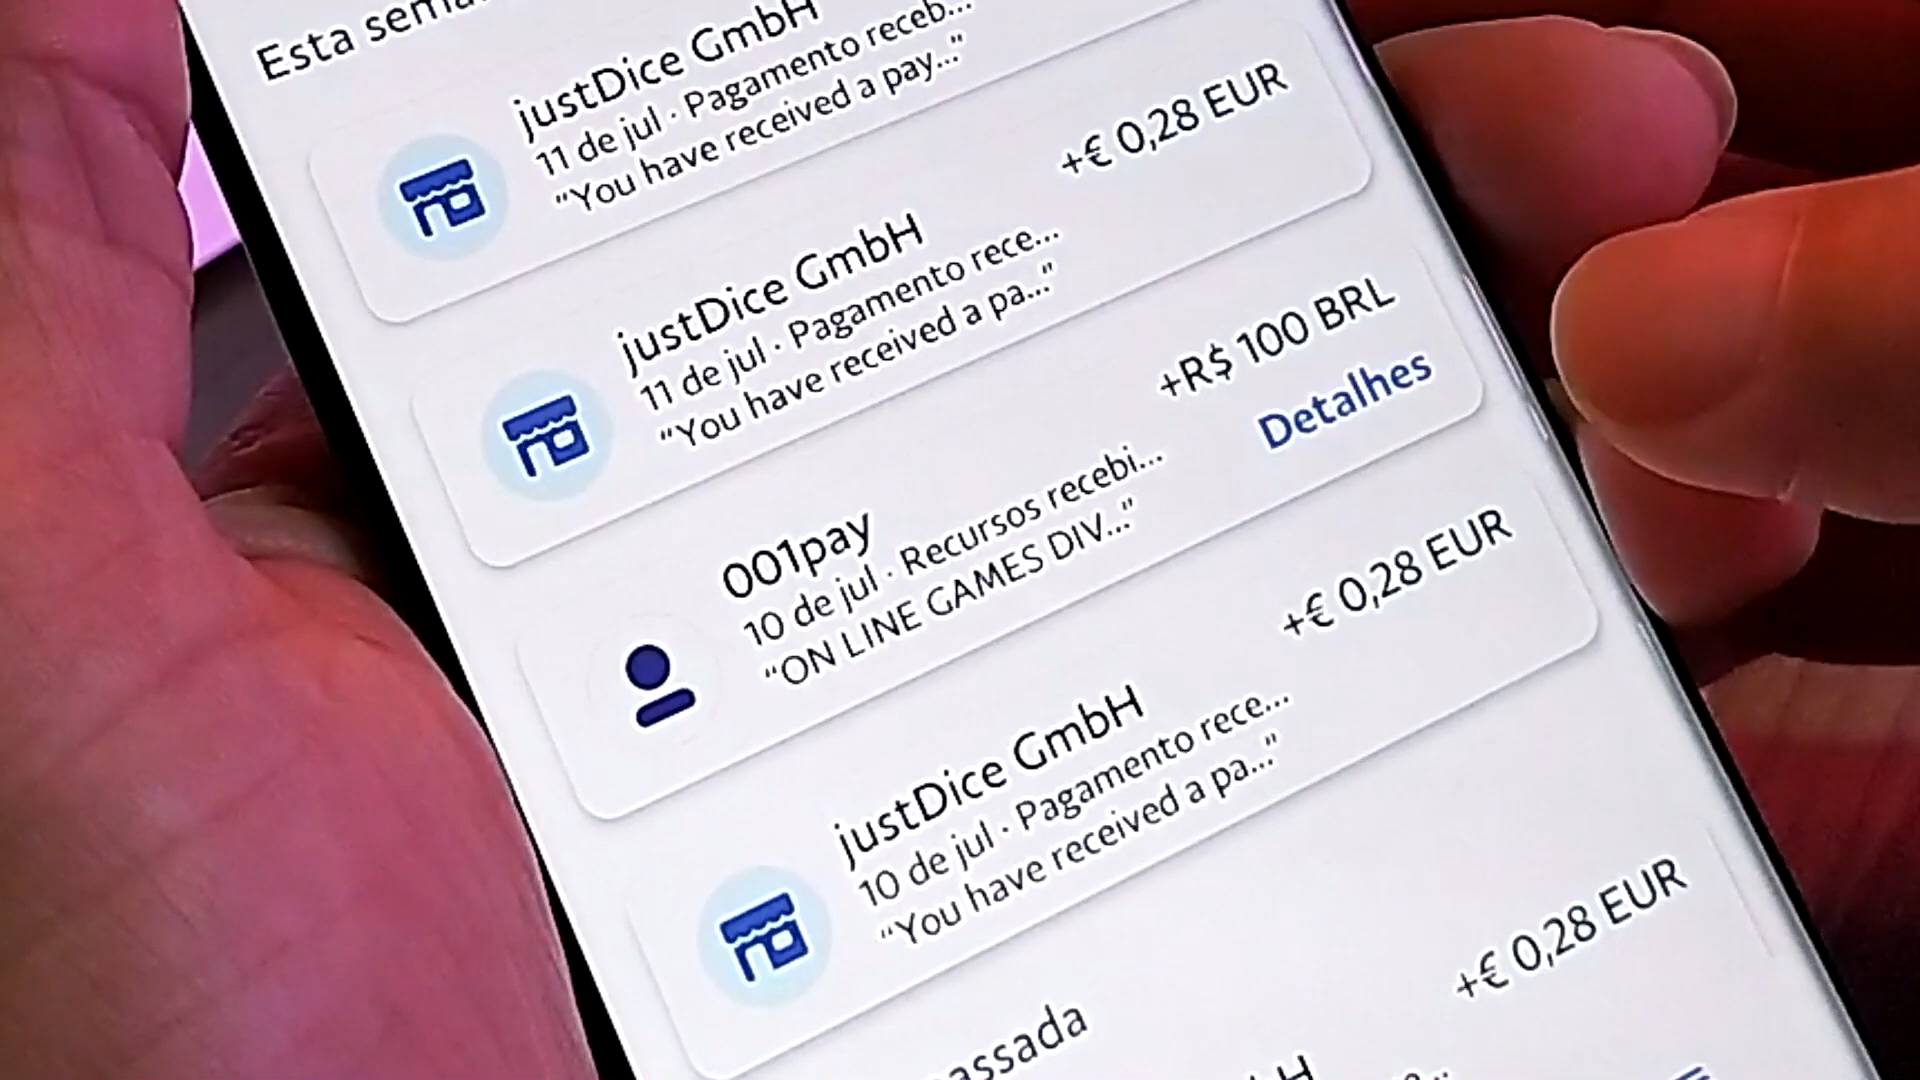 Esta sem
justDice GmbH
11 de jul · Pagamento receb...
“You have received a pay...”
+€ 0,28 EUR
justDice GmbH
11 de jul · Pagamento rece...
“You have received a pa...”
+R$ 100 BRL
Detalhes
001pay
10 de jul · Recursos recebi...
“ON LINE GAMES DIV...”
+€ 0,28 EUR
justDice GmbH
10 de jul · Pagamento rece...
“You have received a pa...”
+€ 0,28 EUR
assada